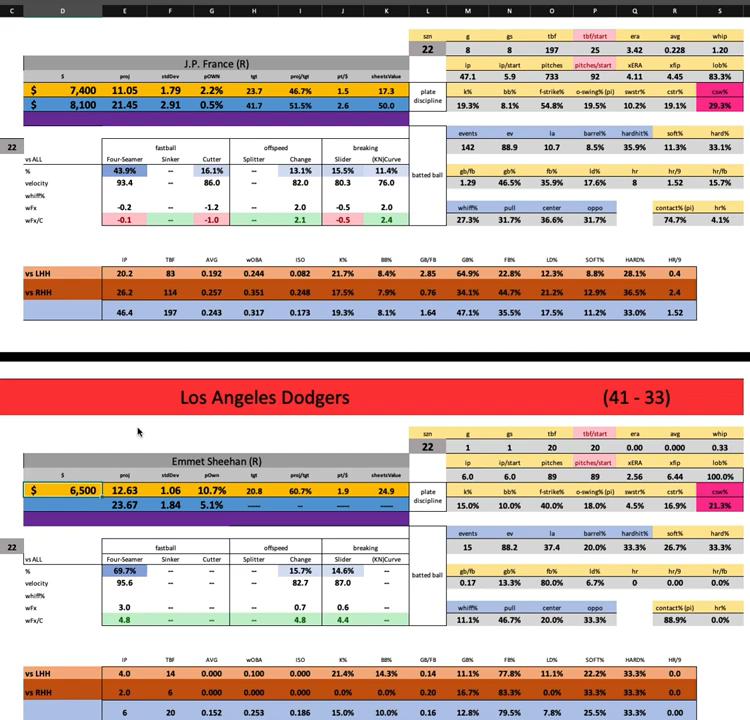 C D E F G H I J K L M N O P Q R S
szn g gs tbf tbf/start era avg whip
22 8 8 197 25 3.42 0.228 1.20
J.P. France (R) ip ip/start pitches pitches/start xERA xfip lob%
$ proj stdDev pOWN tgt proj/tgt pt/$ sheetsValue 47.1 5.9 733 92 4.11 4.45 83.3%
$ 7,400 11.05 1.79 2.2% 23.7 46.7% 1.5 17.3 plate discipline k% bb% f-strike% o-swing% (pi) swstr% cstr% csw%
$ 8,100 21.45 2.91 0.5% 41.7 51.5% 2.6 50.0 19.3% 8.1% 54.8% 19.5% 10.2% 19.1% 29.3%
events ev la barrel% hardhit% soft% hard%
22 fastball offspeed breaking 142 88.9 10.7 8.5% 35.9% 11.3% 33.1%
vs ALL Four-Seamer Sinker Cutter Splitter Change Slider (KN)Curve
% 43.9% -- 16.1% -- 13.1% 15.5% 11.4% batted ball gb/fb gb% fb% ld% hr hr/9 hr/fb
velocity 93.4 -- 86.0 -- 82.0 80.3 76.0 1.29 46.5% 35.9% 17.6% 8 1.52 15.7%
whiff%
wFx -0.2 -- -1.2 -- 2.0 -0.5 2.0 whiff% pull center oppo contact% (pi) hr%
wFx/C -0.1 -- -1.0 -- 2.1 -0.5 2.4 27.3% 31.7% 36.6% 31.7% 74.7% 4.1%
IP TBF AVG wOBA ISO K% BB% GB/FB GB% FB% LD% SOFT% HARD% HR/9
vs LHH 20.2 83 0.192 0.244 0.082 21.7% 8.4% 2.85 64.9% 22.8% 12.3% 8.8% 28.1% 0.4
vs RHH 26.2 114 0.257 0.351 0.248 17.5% 7.9% 0.76 34.1% 44.7% 21.2% 12.9% 36.5% 2.4
46.4 197 0.243 0.317 0.173 19.3% 8.1% 1.64 47.1% 35.5% 17.5% 11.2% 33.0% 1.52
Los Angeles Dodgers (41 - 33)
szn g gs tbf tbf/start era avg whip
22 1 1 20 20 0.00 0.000 0.33
Emmet Sheehan (R) ip ip/start pitches pitches/start xERA xfip lob%
$ proj stdDev pOwn tgt proj/tgt pt/$ sheetsValue 6.0 6.0 89 89 2.56 6.44 100.0%
$ 6,500 12.63 1.06 10.7% 20.8 60.7% 1.9 24.9 plate discipline k% bb% f-strike% o-swing% (pi) swstr% cstr% csw%
23.67 1.84 5.1% ---- -- -- ---- 15.0% 10.0% 40.0% 18.0% 4.5% 16.9% 21.3%
events ev la barrel% hardhit% soft% hard%
22 fastball offspeed breaking 15 88.2 37.4 20.0% 33.3% 26.7% 33.3%
vs ALL Four-Seamer Sinker Cutter Splitter Change Slider (KN)Curve
% 69.7% -- -- -- 15.7% 14.6% -- batted ball gb/fb gb% fb% ld% hr hr/9 hr/fb
velocity 95.6 -- -- -- 82.7 87.0 -- 0.17 13.3% 80.0% 6.7% 0 0.00 0.0%
whiff%
wFx 3.0 -- -- -- 0.7 0.6 -- whiff% pull center oppo contact% (pi) hr%
wFx/C 4.8 -- -- -- 4.8 4.4 -- 11.1% 46.7% 20.0% 33.3% 88.9% 0.0%
IP TBF AVG wOBA ISO K% BB% GB/FB GB% FB% LD% SOFT% HARD% HR/9
vs LHH 4.0 14 0.000 0.100 0.000 21.4% 14.3% 0.14 11.1% 77.8% 11.1% 22.2% 33.3% 0.0
vs RHH 2.0 6 0.000 0.000 0.000 0.0% 0.0% 0.20 16.7% 83.3% 0.0% 33.3% 33.3% 0.0
6 20 0.152 0.253 0.186 15.0% 10.0% 0.16 12.8% 79.5% 7.8% 25.5% 33.3% 0.00